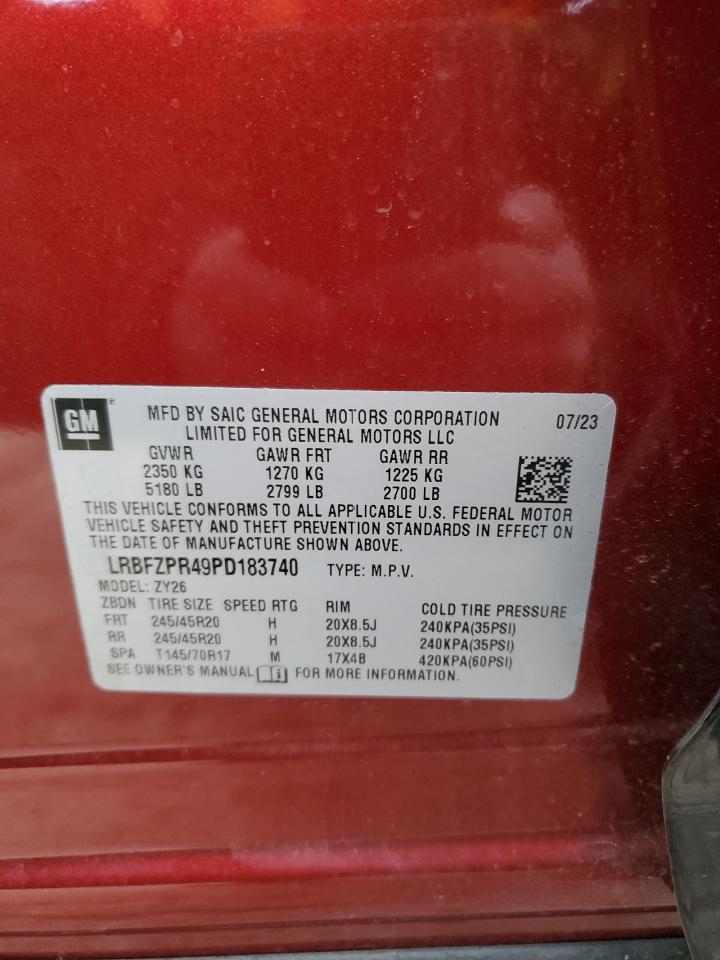 GM ® MFD BY SAIC GENERAL MOTORS CORPORATION 07/23
LIMITED FOR GENERAL MOTORS LLC
GVWR GAWR FRT GAWR RR
2350 KG 1270 KG 1225 KG
5180 LB 2799 LB 2700 LB
THIS VEHICLE CONFORMS TO ALL APPLICABLE U.S. FEDERAL MOTOR
VEHICLE SAFETY AND THEFT PREVENTION STANDARDS IN EFFECT ON
THE DATE OF MANUFACTURE SHOWN ABOVE.
LRBFZPR49PD183740 TYPE: M.P.V.
MODEL: ZY26
ZBDN TIRE SIZE SPEED RTG RIM COLD TIRE PRESSURE
FRT 245/45R20 H 20X8.5J 240KPA(35PSI)
RR 245/45R20 H 20X8.5J 240KPA(35PSI)
SPA T145/70R17 M 17X4B 420KPA(60PSI)
SEE OWNER'S MANUAL FOR MORE INFORMATION.